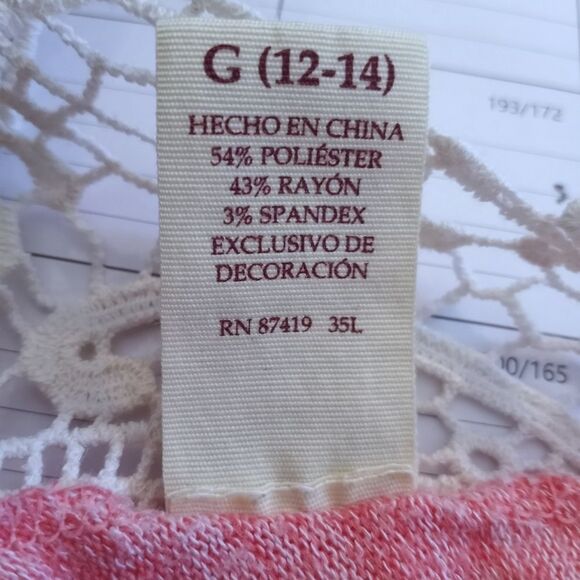 G (12-14)
HECHO EN CHINA
54% POLIÉSTER
43% RAYÓN
3% SPANDEX
EXCLUSIVO DE
DECORACIÓN
RN 87419 35L
193/172
00/165